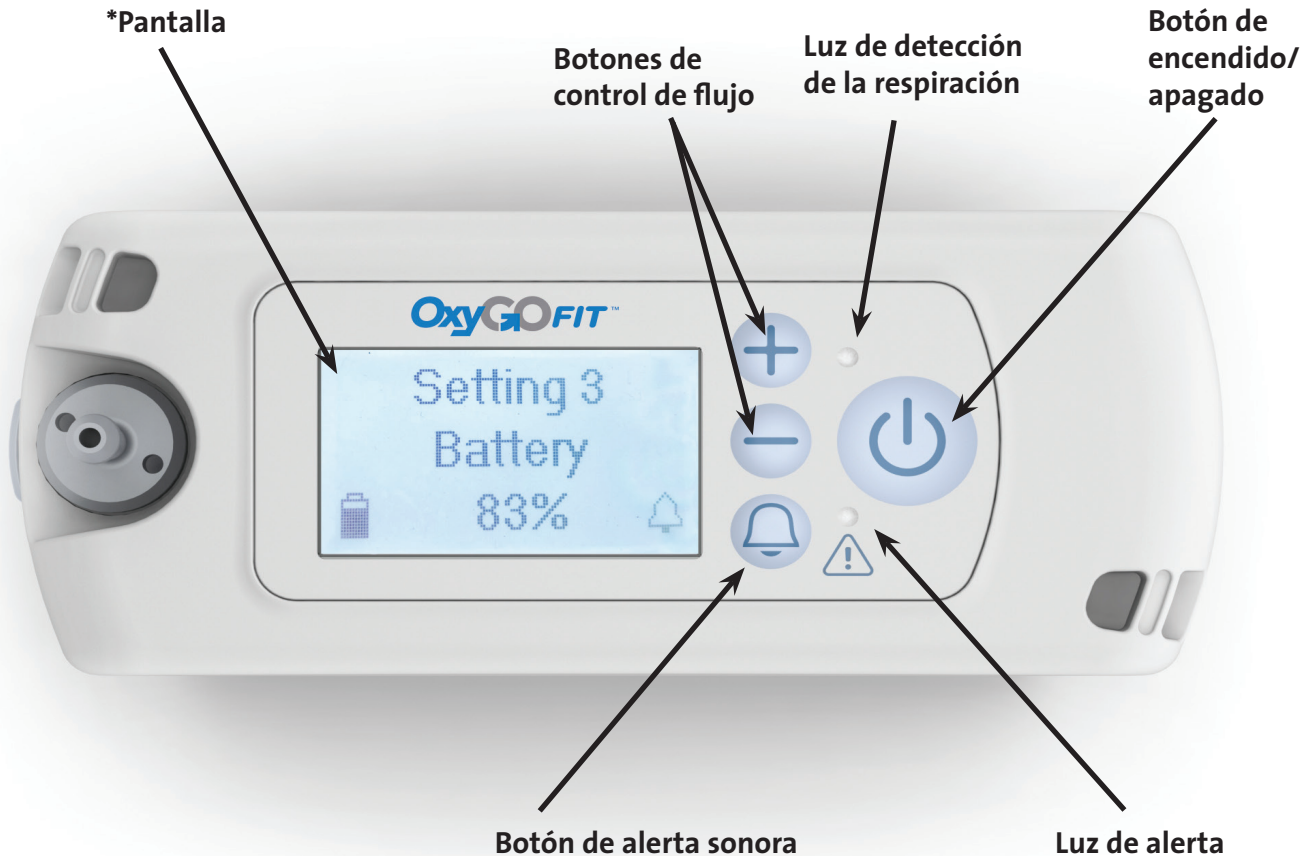 *Pantalla
Botones de
control de flujo
Luz de detección
de la respiración
Botón de
encendido/
apagado
OxyGOFIT™
Setting 3
Battery
83%
Botón de alerta sonora
Luz de alerta